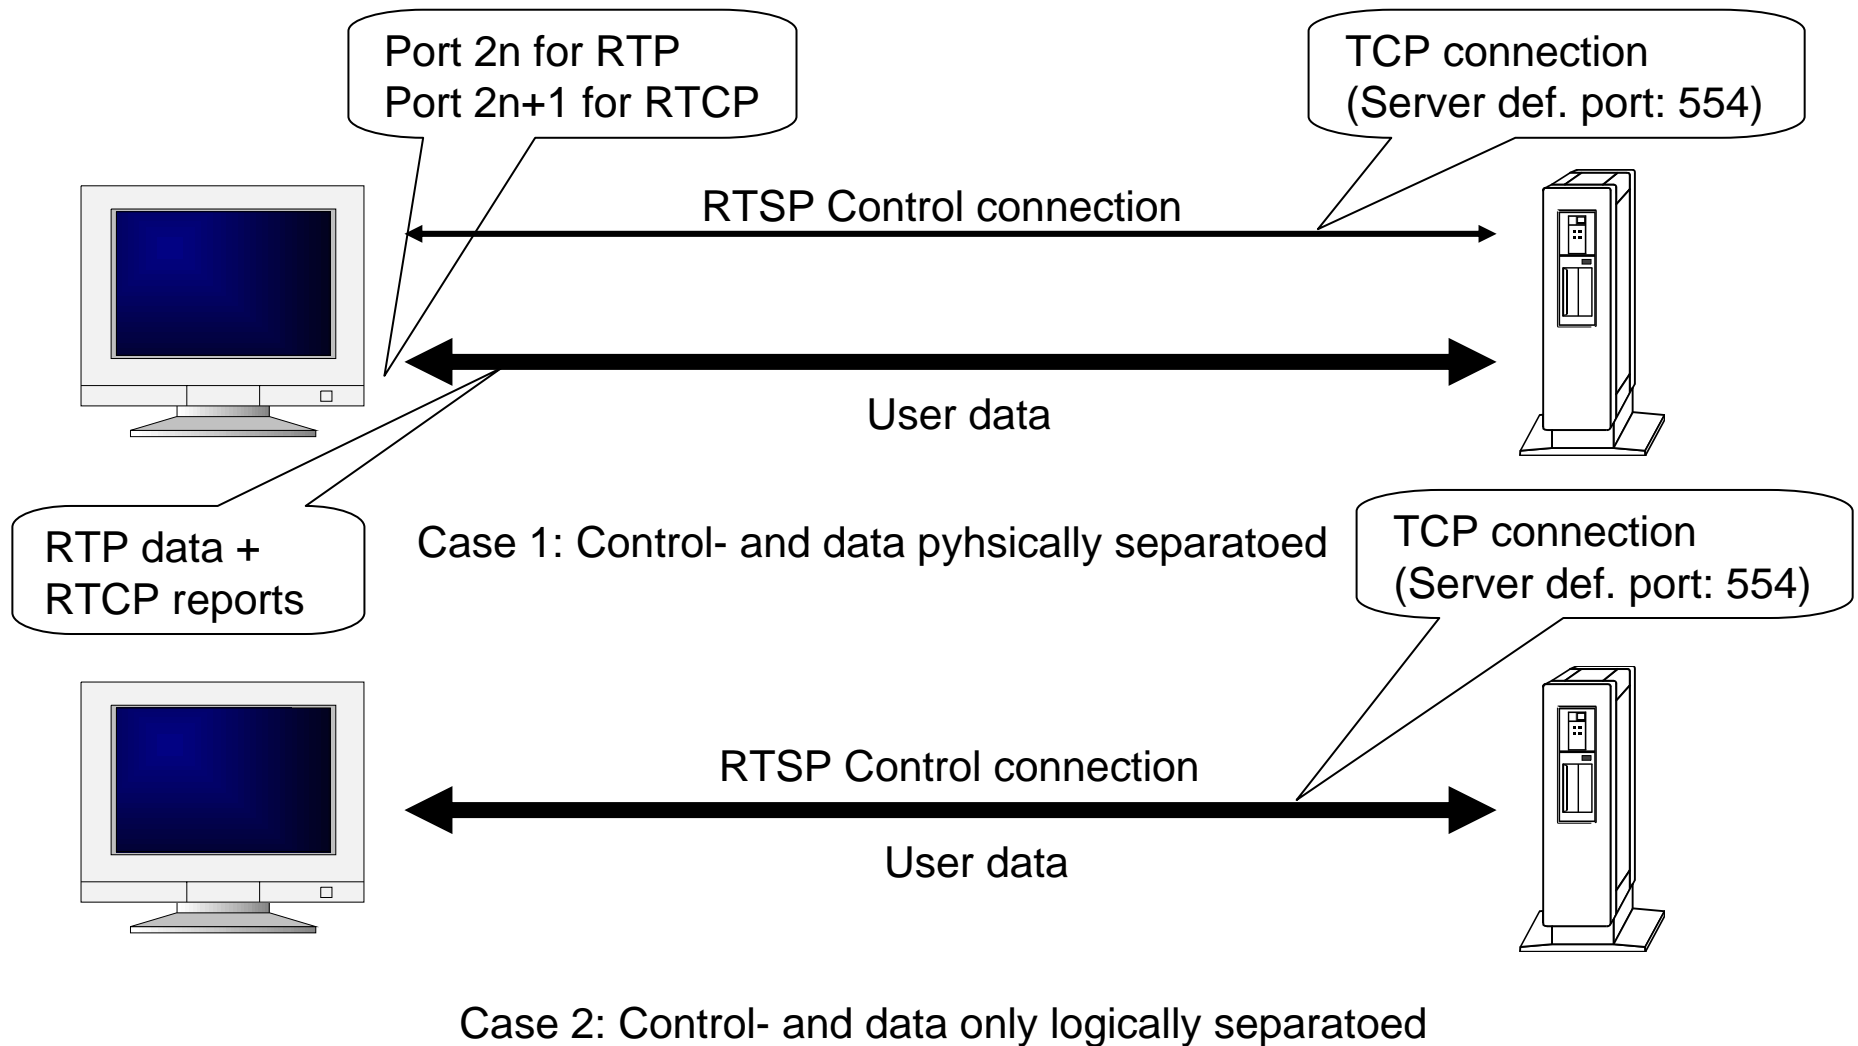 Port 2n for RTP
Port 2n+1 for RTCP
TCP connection
(Server def. port: 554)
RTSP Control connection
User data
RTP data +
RTCP reports
Case 1: Control- and data pyhsically separatoed
TCP connection
(Server def. port: 554)
RTSP Control connection
User data
Case 2: Control- and data only logically separatoed